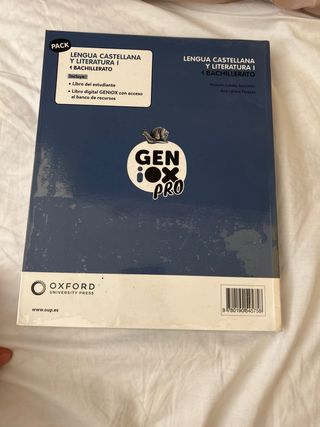 PACK
LENGUA CASTELLANA
Y LITERATURA I
1 BACHILLERATO
Incluye:
• Libro del estudiante
• Libro digital GENiOX con acceso
al banco de recursos
LENGUA CASTELLANA
Y LITERATURA I
1 BACHILLERATO
GEN
iOX
PRO
OXFORD
UNIVERSITY PRESS
www.oup.es